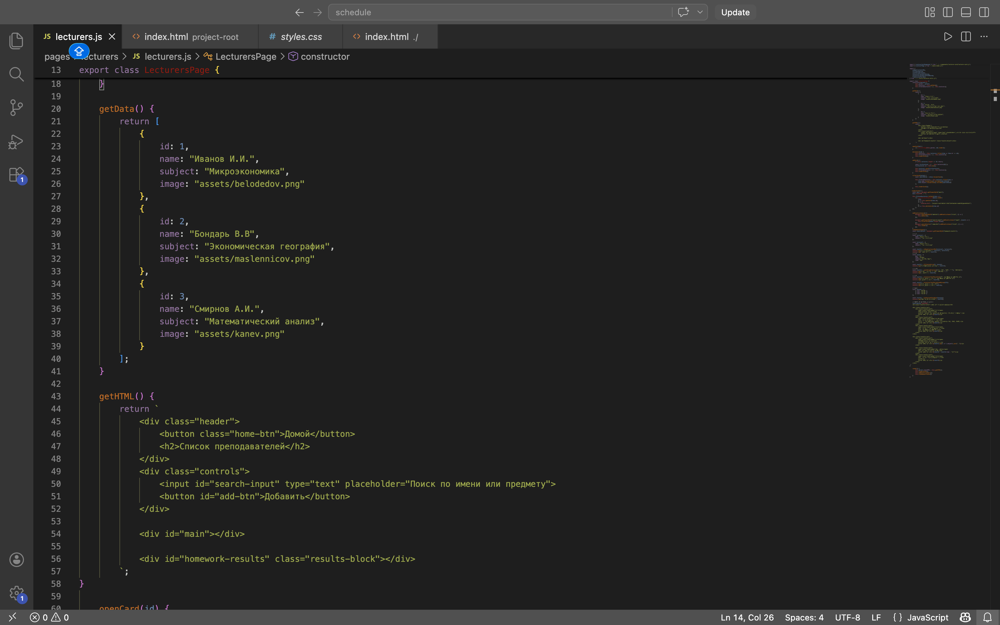 schedule
Update
JS lecturers.js
index.html project-root
# styles.css
index.html ./
pages
lecturers.js > LecturersPage > constructor
13 export class LecturersPage {
18 }
19
20 getData() {
21 return [
22 {
23 id: 1,
24 name: "Иванов И.И.",
25 subject: "Микроэкономика",
26 image: "assets/belodedov.png"
27 },
28 {
29 id: 2,
30 name: "Бондарь В.В",
31 subject: "Экономическая география",
32 image: "assets/maslennicov.png"
33 },
34 {
35 id: 3,
36 name: "Смирнов А.И.",
37 subject: "Математический анализ",
38 image: "assets/kanev.png"
39 }
40 ];
41 }
42
43 getHTML() {
44 return `
45 <div class="header">
46 <button class="home-btn">Домой</button>
47 <h2>Список преподавателей</h2>
48 </div>
49 <div class="controls">
50 <input id="search-input" type="text" placeholder="Поиск по имени или предмету">
51 <button id="add-btn">Добавить</button>
52 </div>
53
54 <div id="main"></div>
55
56 <div id="homework-results" class="results-block"></div>
57 `;
58 }
59
60 openCard(id) {
1
1
0 0
Ln 14, Col 26 Spaces: 4 UTF-8 LF {} JavaScript